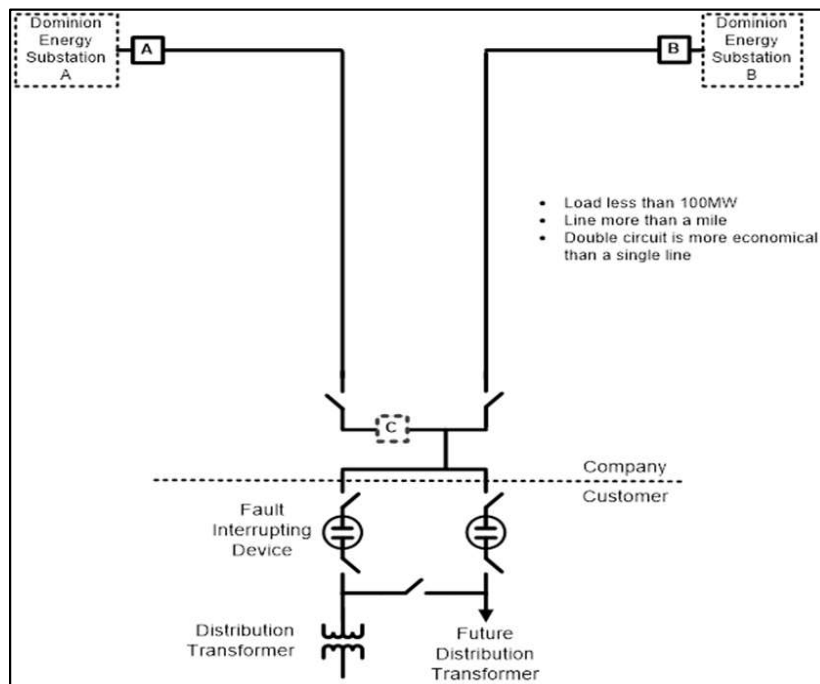 Dominion
Energy
Substation
A
A
B
Dominion
Energy
Substation
B
• Load less than 100MW
• Line more than a mile
• Double circuit is more economical
than a single line
C
Company
Customer
Fault
Interrupting
Device
Distribution
Transformer
Future
Distribution
Transformer